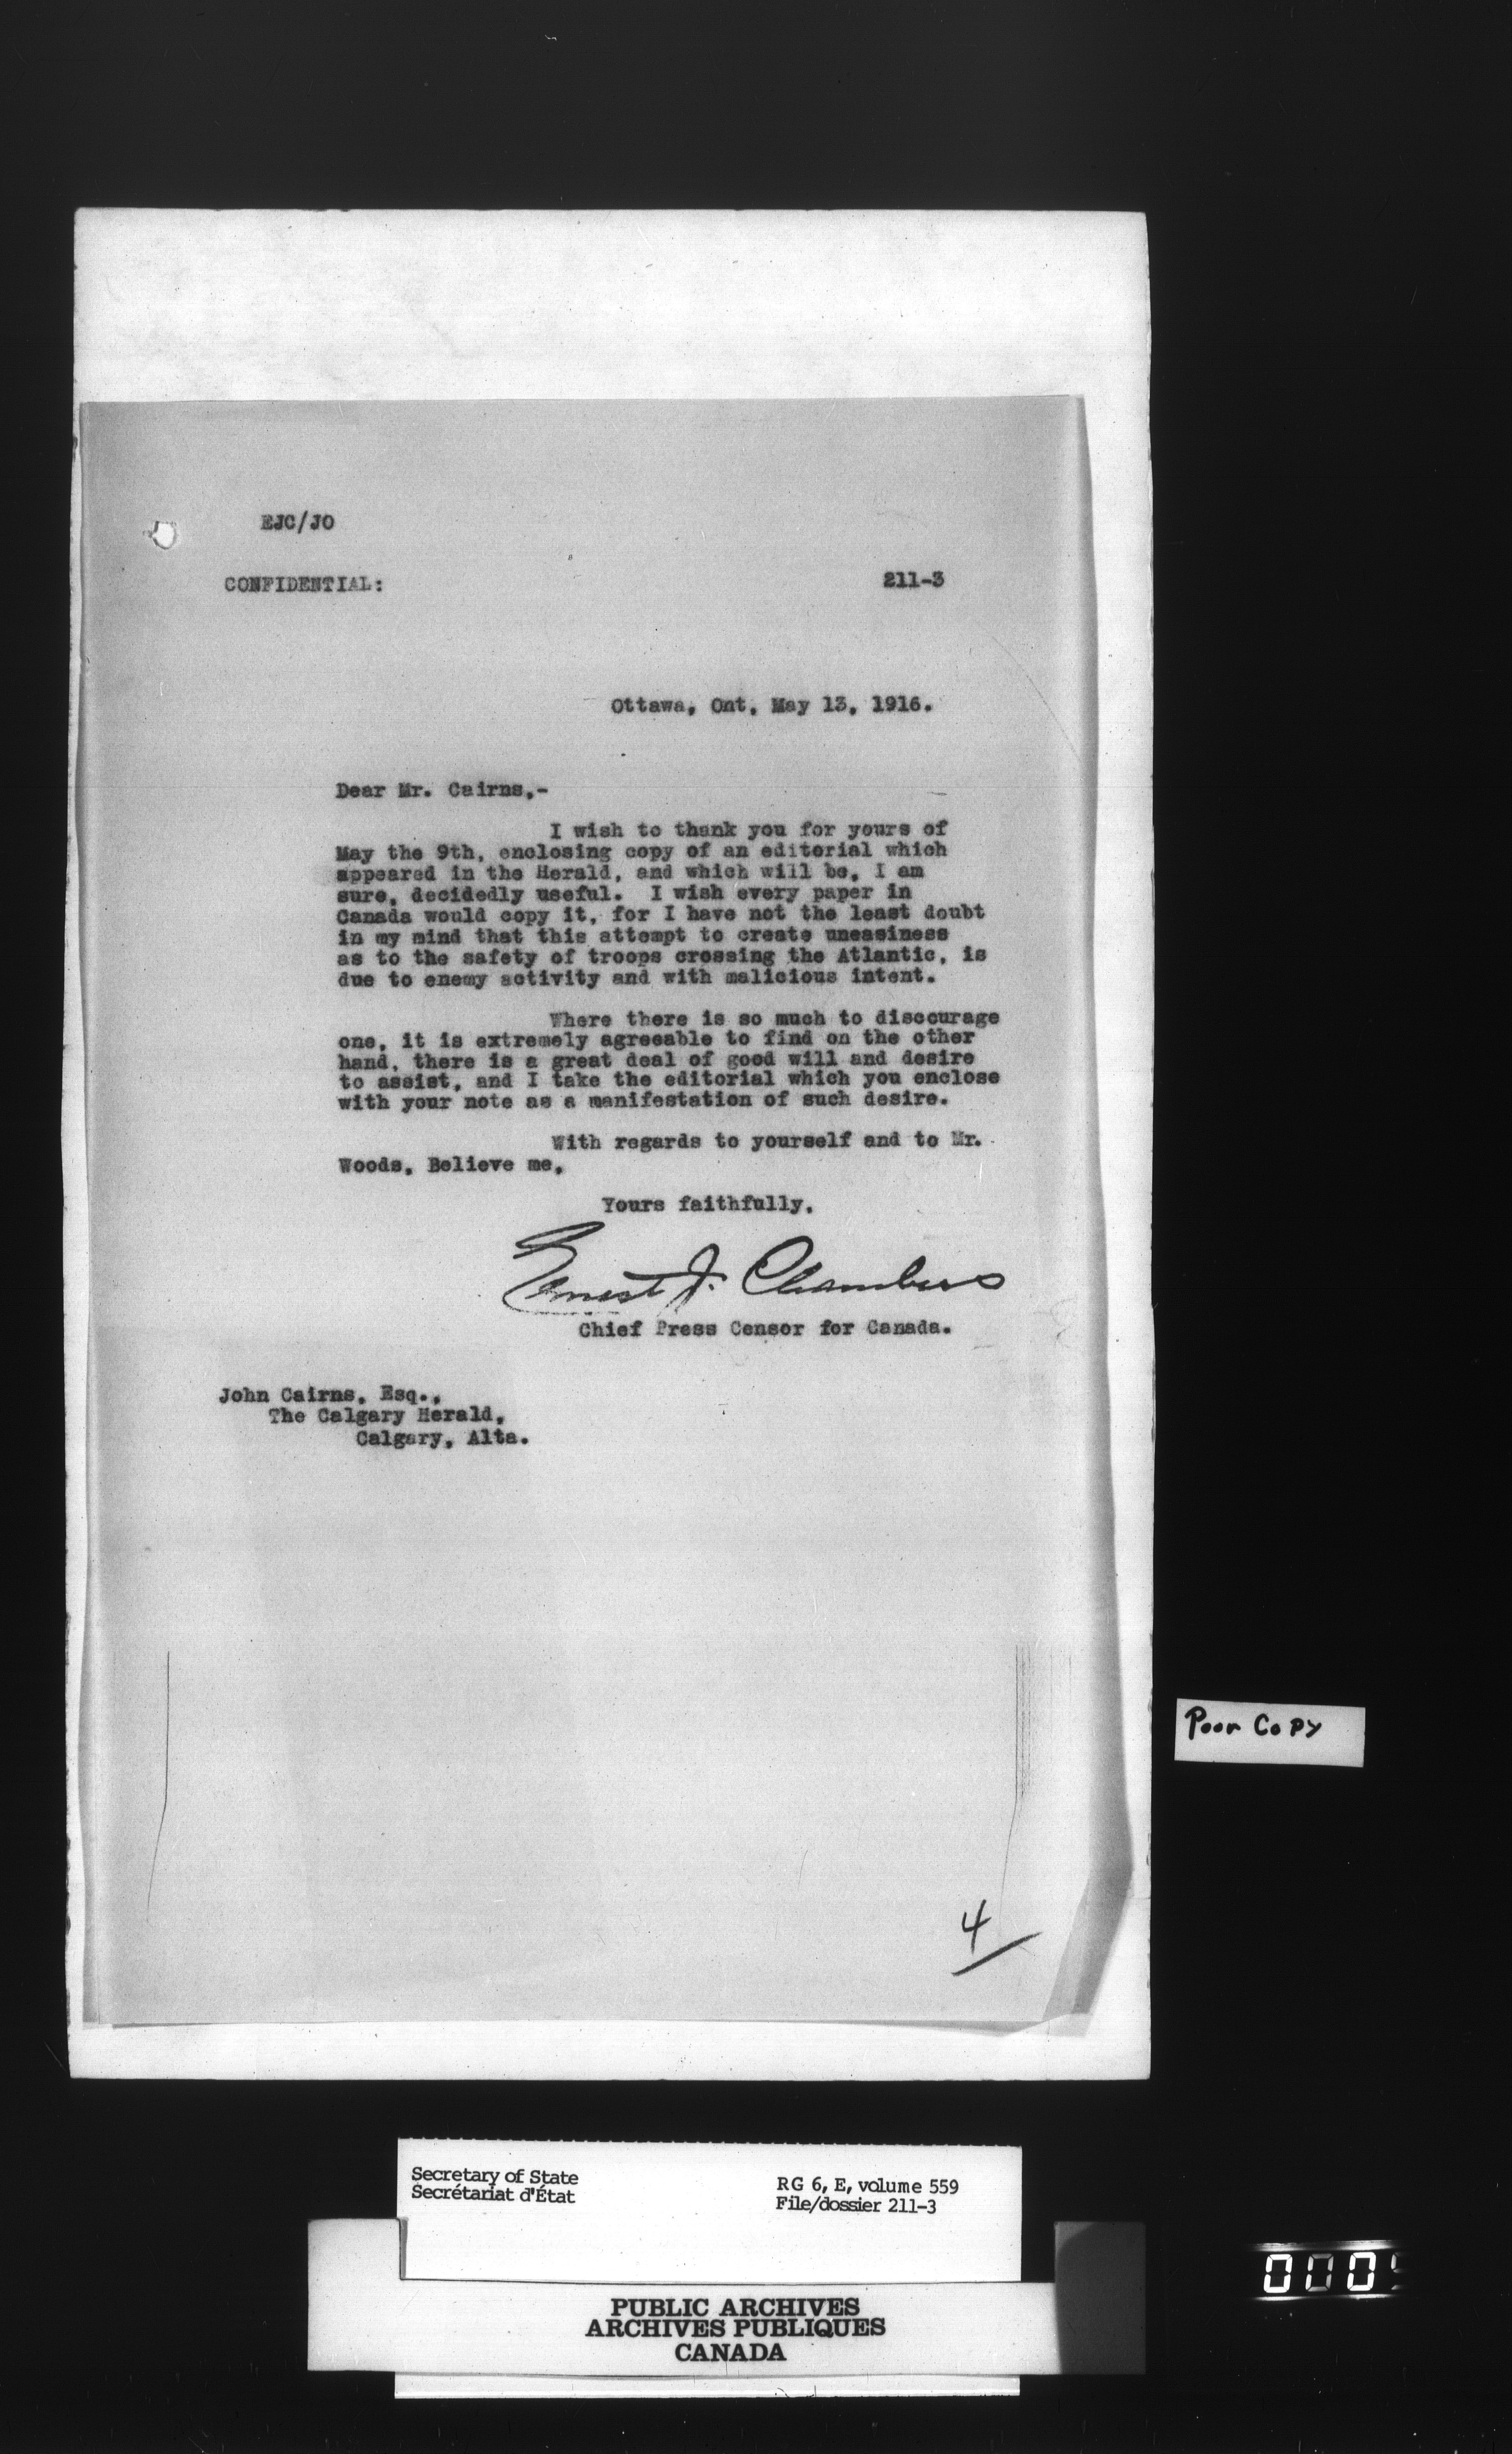 EJC/JO
CONFIDENTIAL:
211-3
Ottawa, Ont, May 13, 1916.
Dear Mr. Cairns,-
I wish to thank you for yours of
May the 9th, enclosing copy of an editorial which
appeared in the Herald, and which will be, I am
sure, decidedly useful. I wish every paper in
Canada would copy it, for I have not the least doubt
in my mind that this attempt to create uneasiness
as to the safety of troops crossing the Atlantic, is
due to enemy activity and with malicious intent.
Where there is so much to discourage
one, it is extremely agreeable to find on the other
hand, there is a great deal of good will and desire
to assist, and I take the editorial which you enclose
with your note as a manifestation of such desire.
With regards to yourself and to Mr.
Woods, Believe me,
Yours faithfully,
Ernest J. Chambers
Chief Press Censor for Canada.
John Cairns, Esq.,
The Calgary Herald,
Calgary, Alta.
Poor Copy
4
Secretary of State
Secrétariat d'État
RG 6, E, volume 559
File/dossier 211-3
PUBLIC ARCHIVES
ARCHIVES PUBLIQUES
CANADA
000